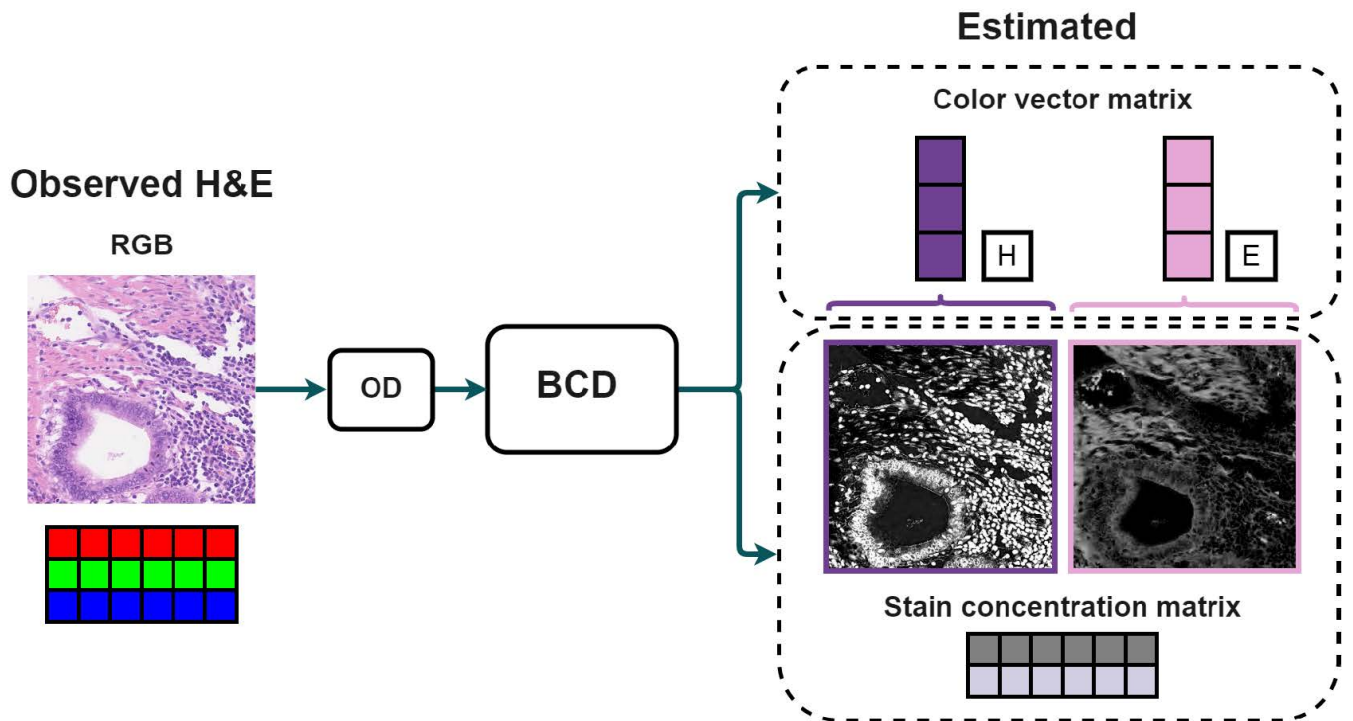 Estimated
Color vector matrix
Observed H&E
RGB
H
E
OD
BCD
Stain concentration matrix